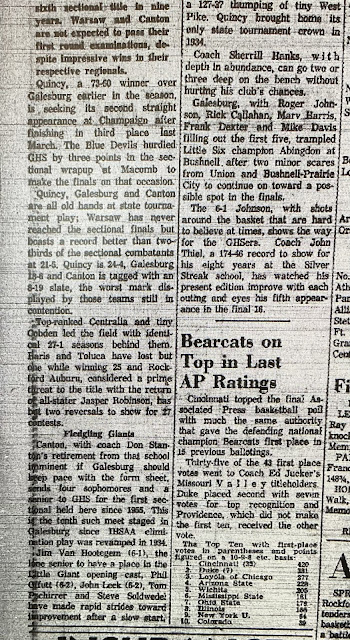 sixth sectional title in nine
years. Warsaw and Canton
are not expected to pass their
first round examinations, de-
spite impressive wins in their
respective regionals.
Quincy, a 73-60 winner over
Galesburg earlier in the season,
is seeking its second straight
appearance at Champaign after
finishing in third place last
March. The Blue Devils hurdled
GHS by three points in the sec-
tional wrapup at Macomb to
make the finals on that occasion.
Quincy, Galesburg and Canton
are all old hands at state tourna-
ment play; Warsaw has never
reached the sectional finals but
boasts a record better than two-
thirds of the sectional combatants
at 21-5. Quincy is 24-4, Galesburg
and Canton is tagged with an
8-19 slate, the worst mark dis-
played by those teams still in
contention.
Top-ranked Centralia and tiny
Cobden led the field with identi-
cal 27-1 seasons behind them.
Paris and Toluca have lost but
one while winning 25 and Rock-
ford Auburn, considered a prime
threat to the title with the return
of all-stater Jasper Robinson, has
but two reversals to show for 27
contests.
Fledgling Giants
Canton, with coach Don Stan-
ton's retirement from that school
imminent if Galesburg should
keep pace with the form sheet,
sends four sophomores and a
senior to GHS for the first sec-
tional held here since 1955. This
is the tenth such meet staged in
Galesburg since IHSAA elimi-
nation play was revamped in 1934.
Jim Van Hootegem (6-1), the
lone senior to have a place in the
Little Giant opening cast, Phil
(6-2), John Leek (6-2), Tom
Pschirrer and Steve Soldwedel
have made rapid strides toward
improvement after a slow start.
a 127-37 thumping of tiny West
Pike. Quincy brought home its
only state tournament crown in
1934.
Coach Sherrill Hanks, with
depth in abundance, can go two or
three deep on the bench without
hurting his club's chances.
Galesburg, with Roger John-
son, Rick Callahan, Marv Harris,
Frank Dexter and Mike Davis
filling out the first five, trampled
Little Six champion Abingdon at
Bushnell after two minor scares
from Union and Bushnell-Prairie
City to continue on toward a pos-
sible spot in the finals.
The 6-1 Johnson, with shots
around the basket that are hard
to believe at times, shows the way
for the GHSers. Coach John
Thiel, a 174-46 record to show for
his eight years at the Silver
Streak school, has watched his
present edition improve with each
outing and eyes his fifth appear-
ance in the final 16.
Bearcats on
Top in Last
AP Ratings
Cincinnati topped the final As-
sociated Press basketball poll
with much the same authority
that gave the defending national
champion Bearcats first place in
15 previous ballotings.
Thirty-five of the 43 first place
votes went to Coach Ed Jucker's
Missouri Valley titleholders.
Duke placed second with seven
votes for top recognition and
Providence, which did not make
the first ten, received the other
vote.
The Top Ten with first-place
votes in parentheses and points
figured on a 10-9-8 etc. basis:
1. Cincinnati (35) 420
2. Duke (7)
3. Loyola of Chicago 277
4. Arizona State
5. Wichita
6. Mississippi State
7. Ohio State
8. Illinois
9. New York U.
10. Colorado